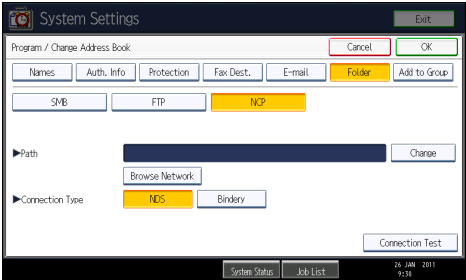 System Settings Exit
Program / Change Address Book Cancel OK
Names Auth. Info Protection Fax Dest. E-mail Folder Add to Group
SMB FTP NCP
▶Path Change
Browse Network
▶Connection Type NDS Bindery
Connection Test
System Status Job List 26 JAN 2011
9:30